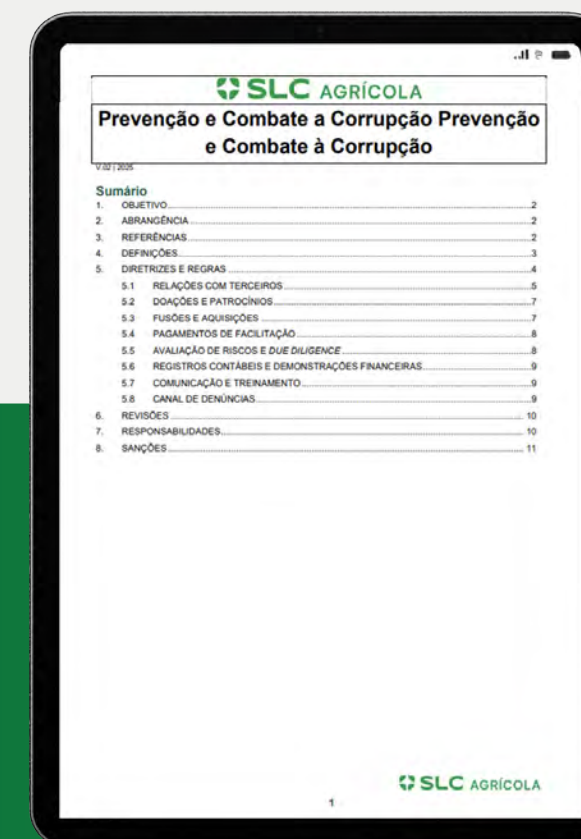 SLC AGRÍCOLA
Prevenção e Combate a Corrupção Prevenção
e Combate à Corrupção
V.02 | 2025
Sumário
1. OBJETIVO 2
2. ABRANGÊNCIA 2
3. REFERÊNCIAS 2
4. DEFINIÇÕES 3
5. DIRETRIZES E REGRAS 4
5.1 RELAÇÕES COM TERCEIROS 5
5.2 DOAÇÕES E PATROCÍNIOS 7
5.3 FUSÕES E AQUISIÇÕES 7
5.4 PAGAMENTOS DE FACILITAÇÃO 8
5.5 AVALIAÇÃO DE RISCOS E DUE DILIGENCE 8
5.6 REGISTROS CONTÁBEIS E DEMONSTRAÇÕES FINANCEIRAS 9
5.7 COMUNICAÇÃO E TREINAMENTO 9
5.8 CANAL DE DENÚNCIAS 9
6. REVISÕES 10
7. RESPONSABILIDADES 10
8. SANÇÕES 11
SLC AGRÍCOLA
1